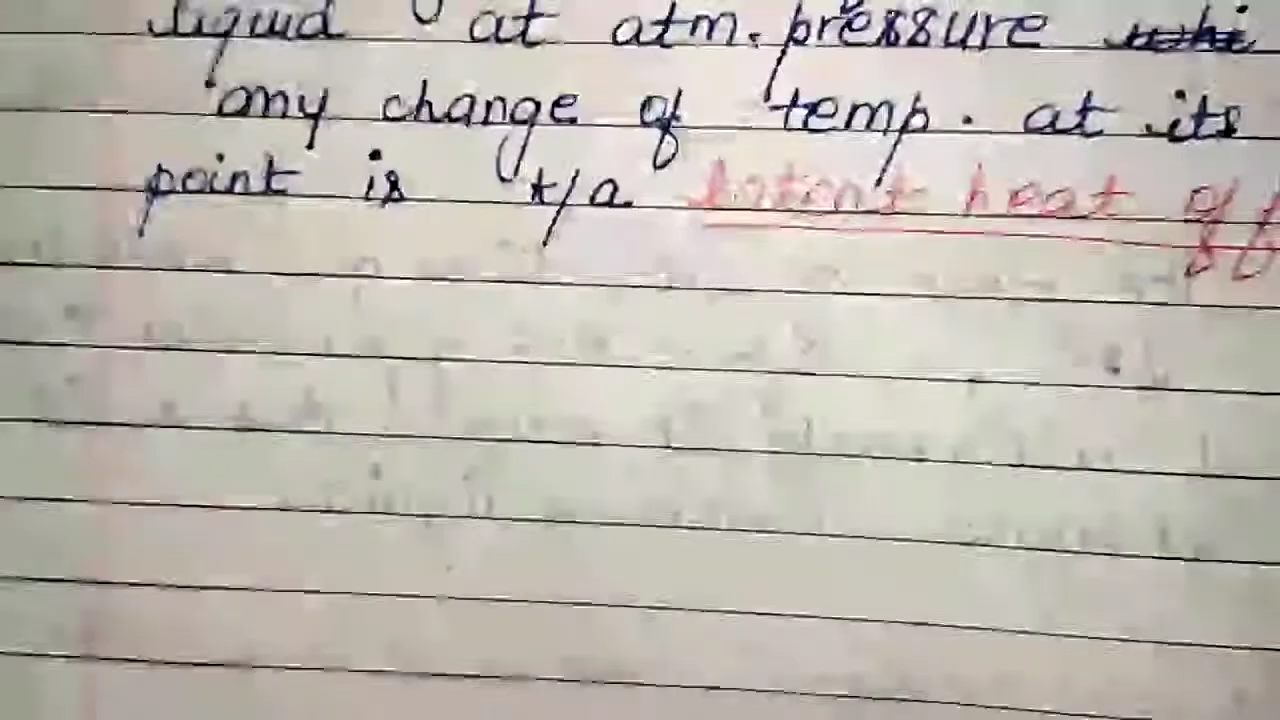 liquid at atm. pressure
any change of temp. at its
point is k/a Latent heat of